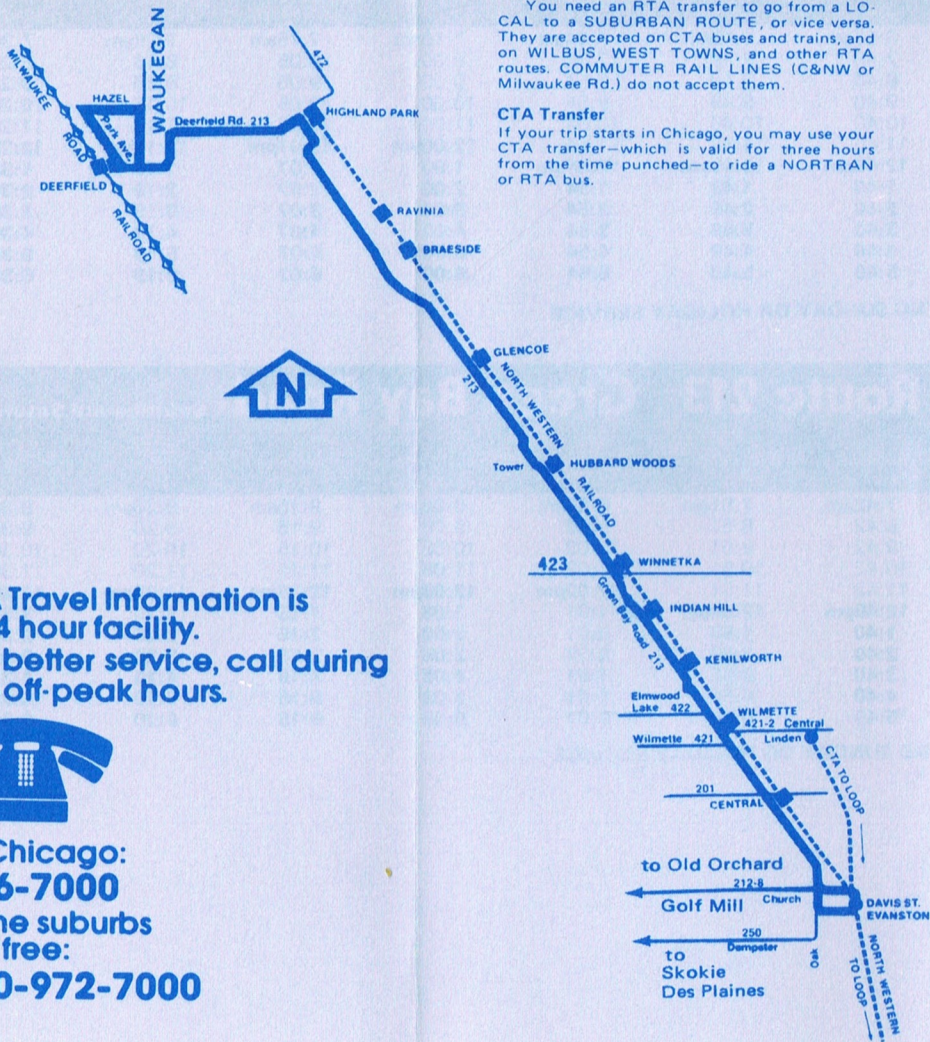 You need an RTA transfer to go from a LO-
CAL to a SUBURBAN ROUTE, or vice versa.
They are accepted on CTA buses and trains, and
on WILBUS, WEST TOWNS, and other RTA
routes. COMMUTER RAIL LINES (C&NW or
Milwaukee Rd.) do not accept them.
CTA Transfer
If your trip starts in Chicago, you may use your
CTA transfer—which is valid for three hours
from the time punched—to ride a NORTRAN
or RTA bus.
WAUKEGAN
472
MILWAUKEE
ROAD
RAILROAD
HAZEL
Park Ave.
DEERFIELD
Deerfield Rd. 213
HIGHLAND PARK
RAVINIA
BRAESIDE
N
GLENCOE
213
NORTH WESTERN
RAILROAD
Tower
HUBBARD WOODS
423
WINNETKA
Green Bay Road 213
INDIAN HILL
KENILWORTH
Elmwood
Lake 422
WILMETTE
421-2 Central
Wilmette 421
Linden
CTA TO LOOP
201
CENTRAL
to Old Orchard
212-8
Church
Golf Mill
DAVIS ST.
EVANSTON
250
Dempster
to
Skokie
Des Plaines
NORTH WESTERN
TO LOOP
Travel Information is
4 hour facility.
better service, call during
off-peak hours.
Chicago:
6-7000
he suburbs
free:
0-972-7000